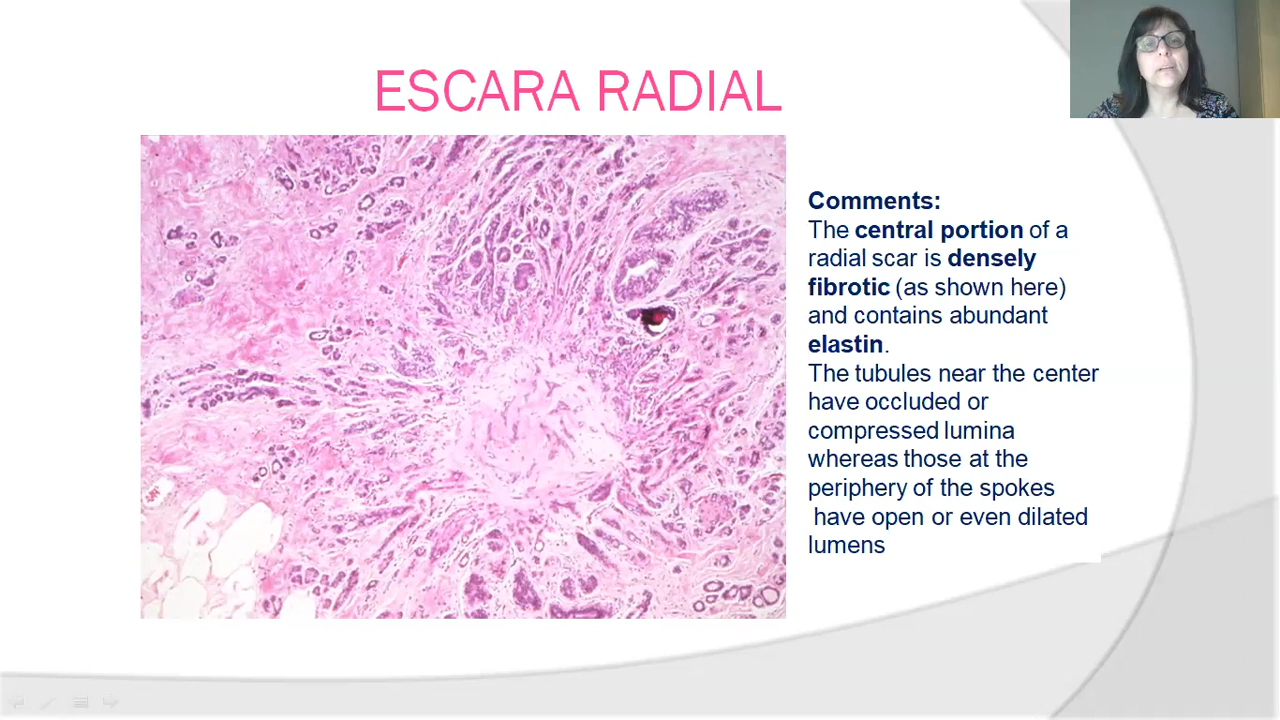 ESCARA RADIAL
Comments:
The central portion of a
radial scar is densely
fibrotic (as shown here)
and contains abundant
elastin.
The tubules near the center
have occluded or
compressed lumina
whereas those at the
periphery of the spokes
have open or even dilated
lumens